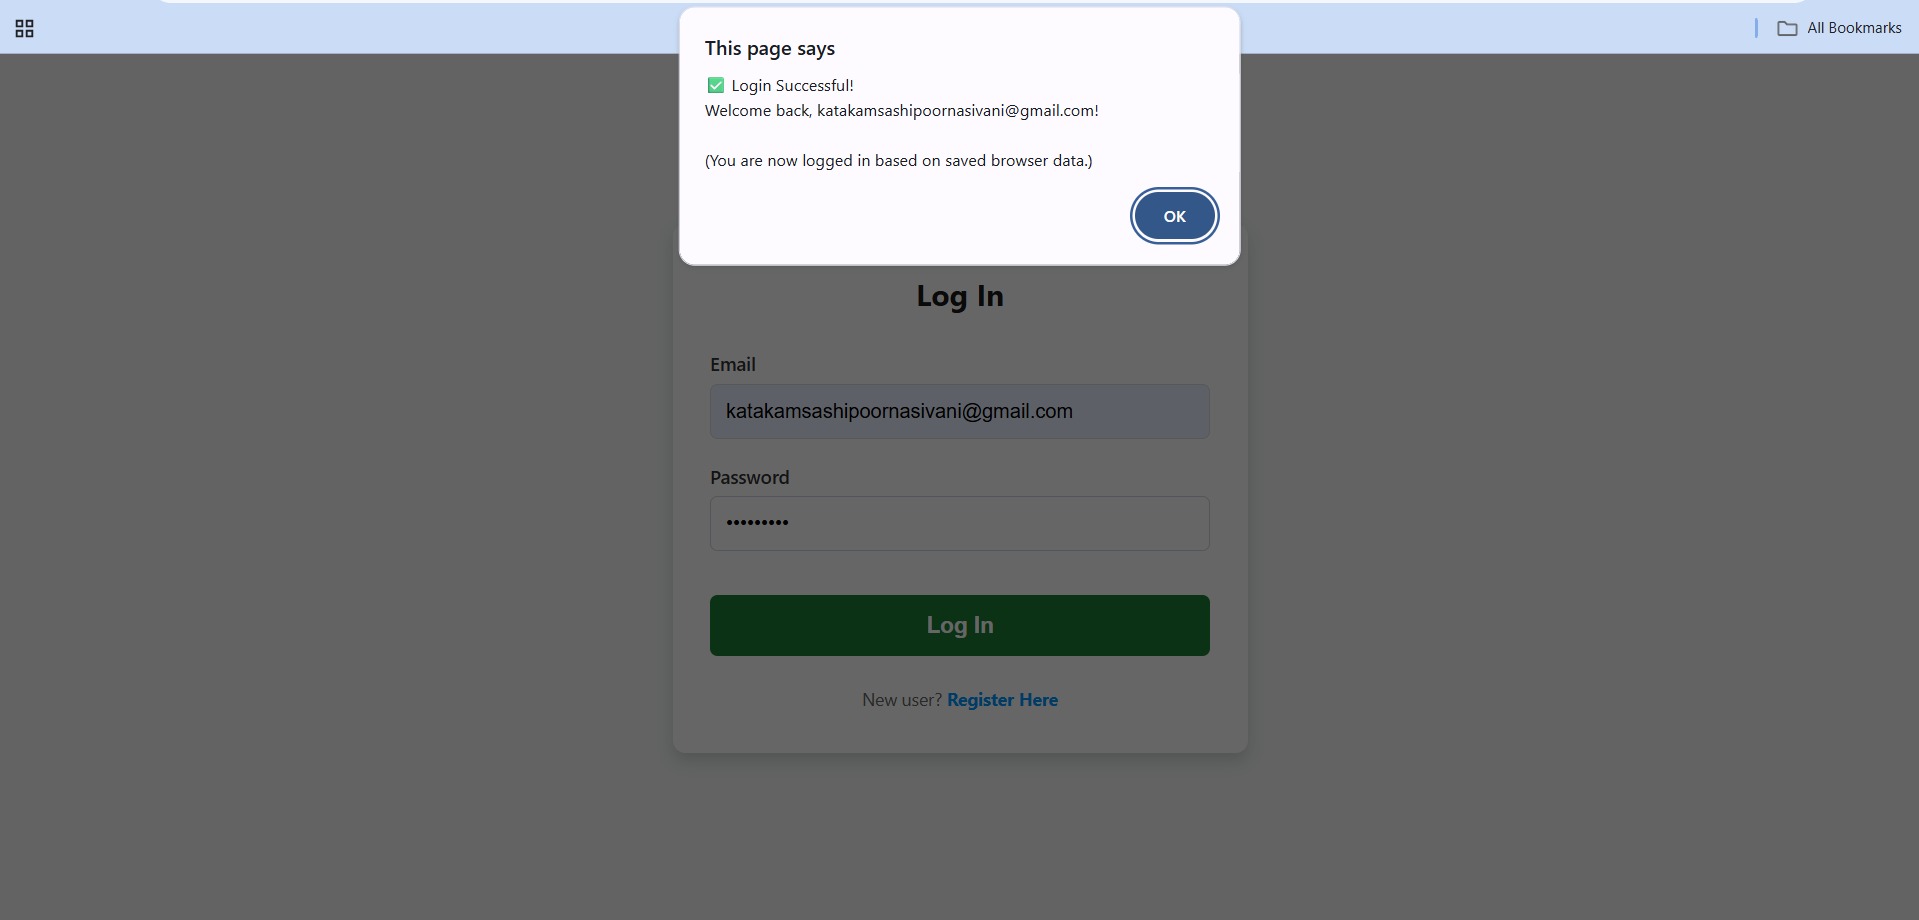 All Bookmarks
This page says
✅ Login Successful!
Welcome back, katakamsashipoornasivani@gmail.com!
(You are now logged in based on saved browser data.)
OK
Log In
Email
katakamsashipoornasivani@gmail.com
Password
•••••••••
Log In
New user? Register Here